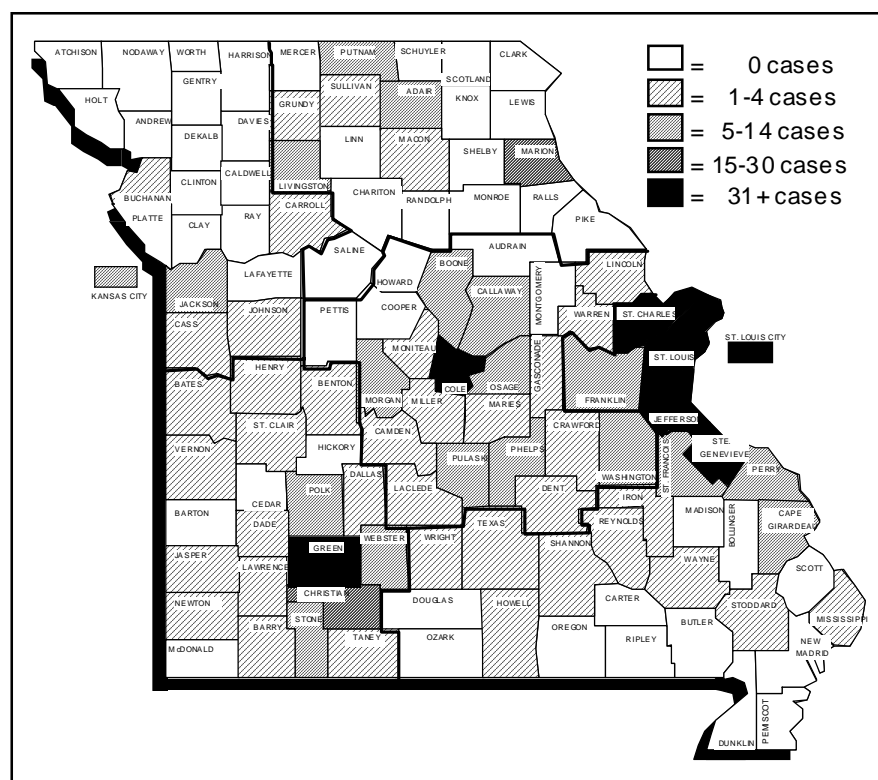 ATCHISON NODAWAY WORTH HARRISON MERCER PUTNAM SCHUYLER CLARK
SCOTLAND
GENTRY SULLIVAN ADAIR KNOX LEWIS
HOLT GRUNDY
ANDREW DAVIES LINN MACON
DEKALB SHELBY MARION
CLINTON CALDWELL LIVINGSTON CHARITON
BUCHANAN CARROLL RANDOLPH MONROE RALLS
PLATTE CLAY RAY PIKE
SALINE AUDRAIN
KANSAS CITY LAFAYETTE HOWARD BOONE CALLAWAY MONTGOMERY LINCOLN
JACKSON JOHNSON PETTIS COOPER WARREN ST. CHARLES
CASS MONITEAU GASCONADE ST. LOUIS ST. LOUIS CITY
HENRY BENTON MORGAN COLE OSAGE FRANKLIN
BATES MILLER MARIES JEFFERSON
ST. CLAIR CAMDEN CRAWFORD
VERNON HICKORY PULASKI PHELPS WASHINGTON ST. FRANCOIS STE.
GENEVIEVE
PERRY
CEDAR POLK DALLAS LACLEDE DENT IRON
BARTON DADE REYNOLDS MADISON BOLLINGER CAPE
GIRARDEAU
GREEN WEBSTER WRIGHT TEXAS SHANNON
JASPER LAWRENCE WAYNE SCOTT
CHRISTIAN DOUGLAS HOWELL CARTER STODDARD MISSISSIPPI
NEWTON STONE
BARRY TANEY OZARK OREGON RIPLEY BUTLER NEW
MADRID
McDONALD
DUNKLIN PEMISCOT
= 0 cases
= 1-4 cases
= 5-14 cases
= 15-30 cases
= 31+ cases